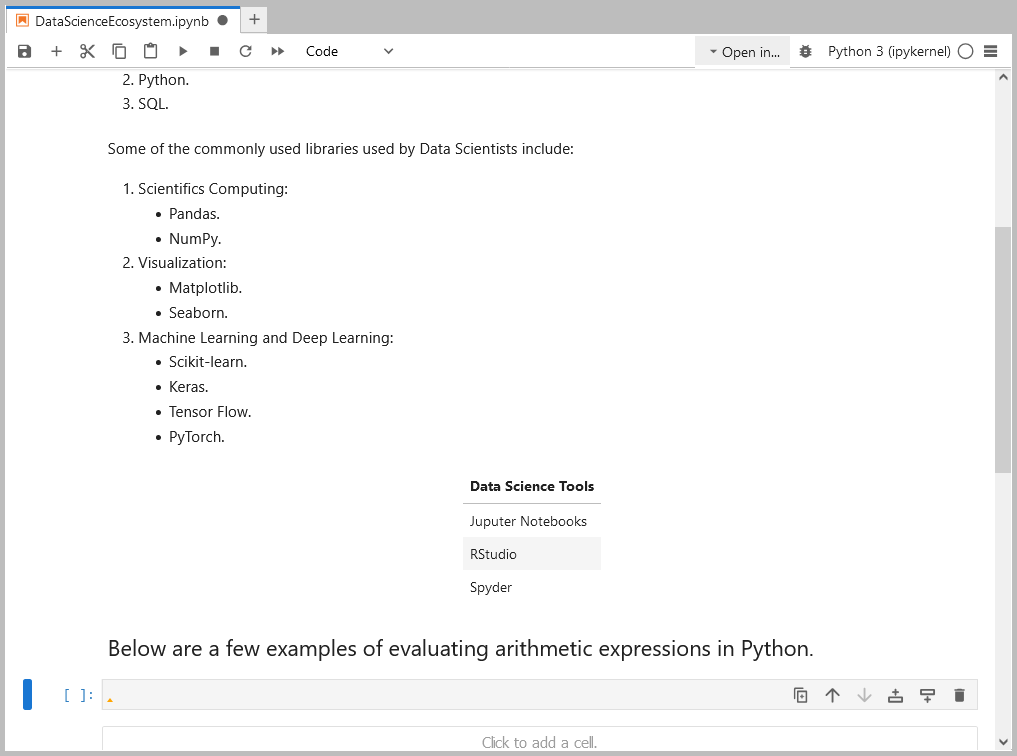 DataScienceEcosystem.ipynb
Code
Open in...
Python 3 (ipykernel)
2. Python.
3. SQL.
Some of the commonly used libraries used by Data Scientists include:
1. Scientifics Computing:
• Pandas.
• NumPy.
2. Visualization:
• Matplotlib.
• Seaborn.
3. Machine Learning and Deep Learning:
• Scikit-learn.
• Keras.
• Tensor Flow.
• PyTorch.
Data Science Tools
Juputer Notebooks
RStudio
Spyder
Below are a few examples of evaluating arithmetic expressions in Python.
[ ]:
Click to add a cell.